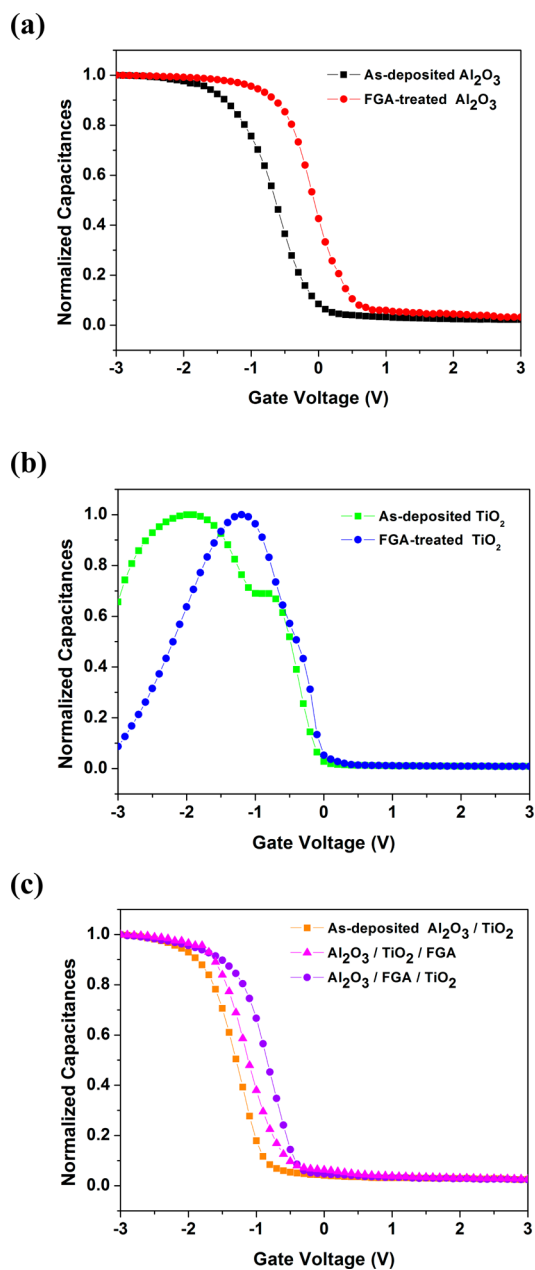 (a)
As-deposited Al₂O₃
FGA-treated Al₂O₃
Normalized Capacitances
1.0
0.8
0.6
0.4
0.2
0.0
-3 -2 -1 0 1 2 3
Gate Voltage (V)
(b)
As-deposited TiO₂
FGA-treated TiO₂
Normalized Capacitances
1.0
0.8
0.6
0.4
0.2
0.0
-3 -2 -1 0 1 2 3
Gate Voltage (V)
(c)
As-deposited Al₂O₃ / TiO₂
Al₂O₃ / TiO₂ / FGA
Al₂O₃ / FGA / TiO₂
Normalized Capacitances
1.0
0.8
0.6
0.4
0.2
0.0
-3 -2 -1 0 1 2 3
Gate Voltage (V)